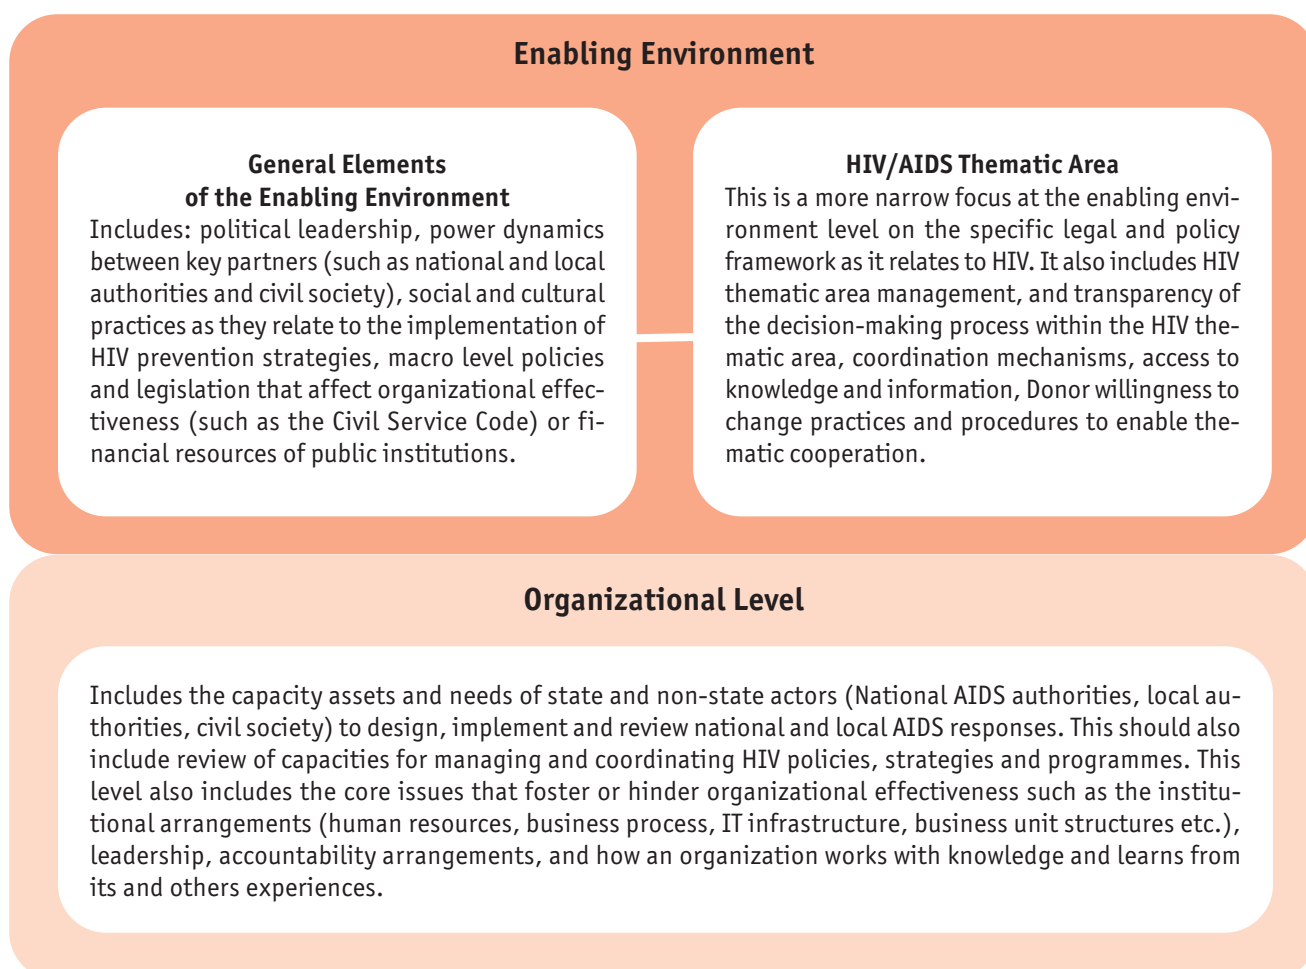 Enabling Environment
General Elements
of the Enabling Environment
Includes: political leadership, power dynamics
between key partners (such as national and local
authorities and civil society), social and cultural
practices as they relate to the implementation of
HIV prevention strategies, macro level policies
and legislation that affect organizational effec-
tiveness (such as the Civil Service Code) or fi-
nancial resources of public institutions.
HIV/AIDS Thematic Area
This is a more narrow focus at the enabling envi-
ronment level on the specific legal and policy
framework as it relates to HIV. It also includes HIV
thematic area management, and transparency of
the decision-making process within the HIV the-
matic area, coordination mechanisms, access to
knowledge and information, Donor willingness to
change practices and procedures to enable the-
matic cooperation.
Organizational Level
Includes the capacity assets and needs of state and non-state actors (National AIDS authorities, local au-
thorities, civil society) to design, implement and review national and local AIDS responses. This should also
include review of capacities for managing and coordinating HIV policies, strategies and programmes. This
level also includes the core issues that foster or hinder organizational effectiveness such as the institu-
tional arrangements (human resources, business process, IT infrastructure, business unit structures etc.),
leadership, accountability arrangements, and how an organization works with knowledge and learns from
its and others experiences.